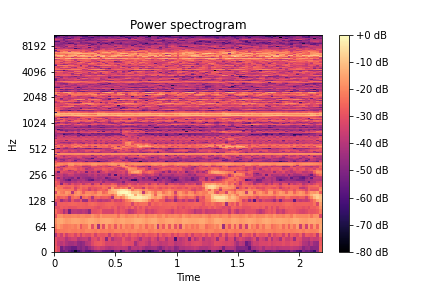 Power spectrogram
8192
4096
2048
1024
512
256
128
64
0
Hz
0 0.5 1 1.5 2
Time
+0 dB
-10 dB
-20 dB
-30 dB
-40 dB
-50 dB
-60 dB
-70 dB
-80 dB